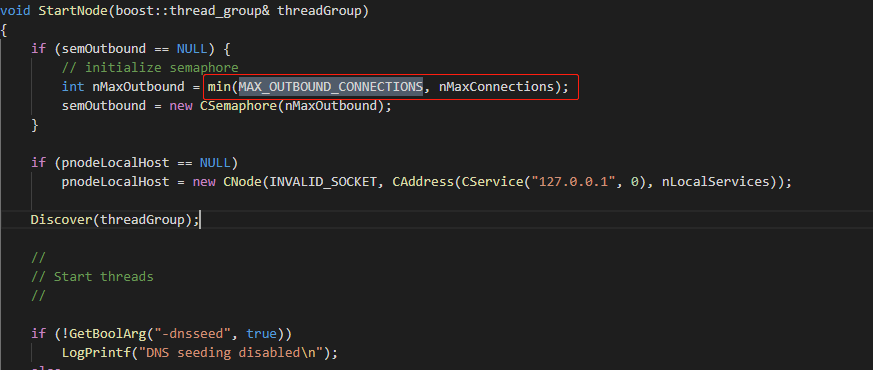 void StartNode(boost::thread_group& threadGroup)
{
if (semOutbound == NULL) {
// initialize semaphore
int nMaxOutbound = min(MAX_OUTBOUND_CONNECTIONS, nMaxConnections);
semOutbound = new CSemaphore(nMaxOutbound);
}
if (pnodeLocalHost == NULL)
pnodeLocalHost = new CNode(INVALID_SOCKET, CAddress(CService("127.0.0.1", 0), nLocalServices));
Discover(threadGroup);
//
// Start threads
//
if (!GetBoolArg("-dnsseed", true))
LogPrintf("DNS seeding disabled\n");
else